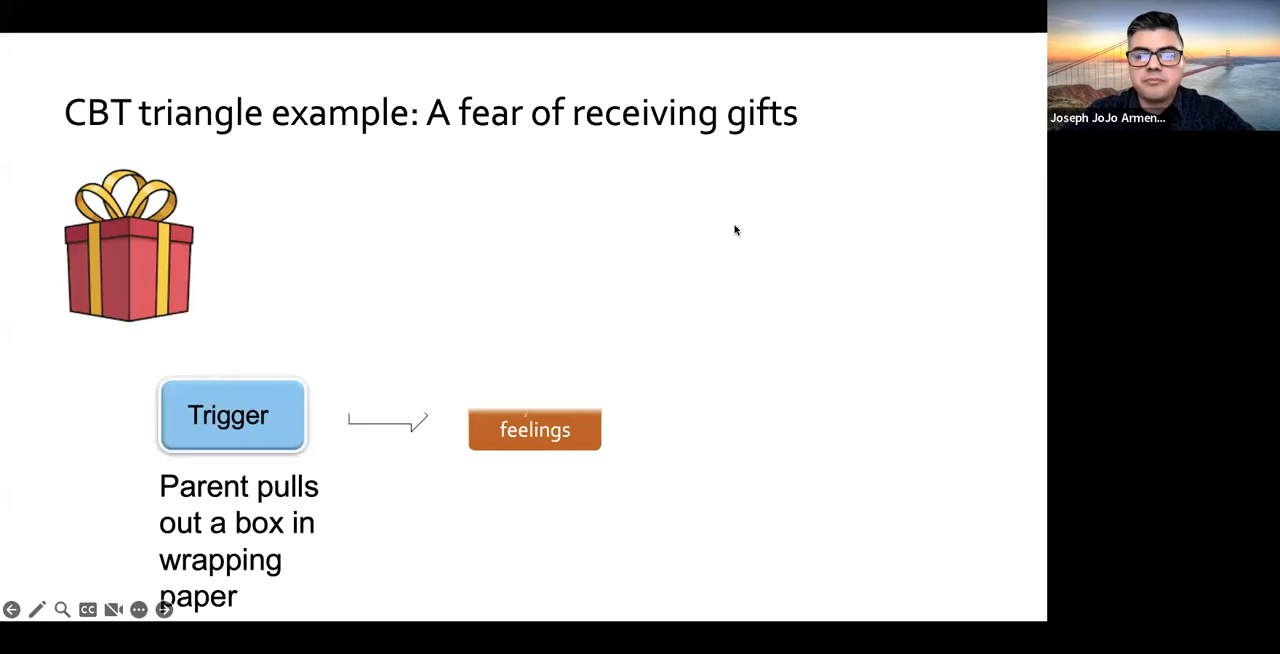 CBT triangle example: A fear of receiving gifts
Joseph JoJo Armen...
Trigger
feelings
Parent pulls
out a box in
wrapping
paper
CC